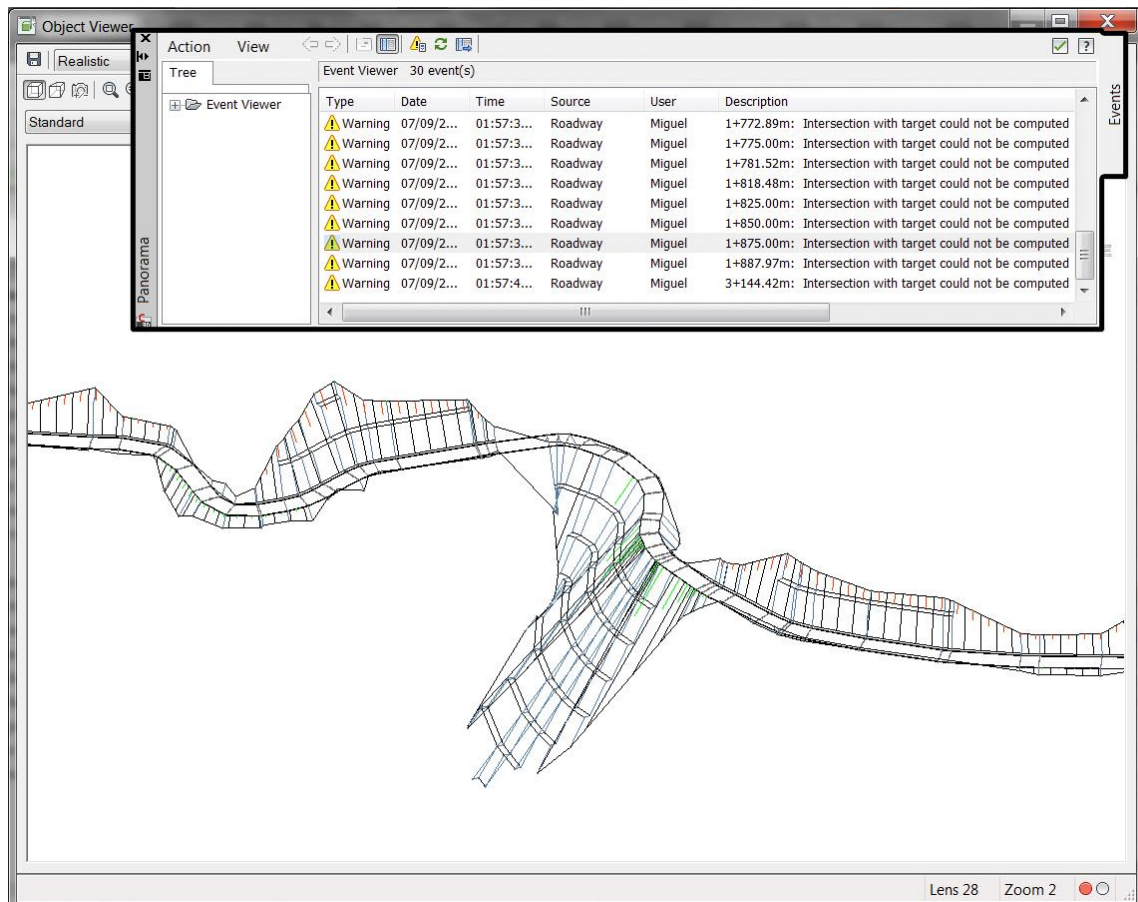 Object Viewer
Realistic
Standard
Action View
Tree
Event Viewer 30 event(s)
Event Viewer
Type Date Time Source User Description
Warning 07/09/2... 01:57:3... Roadway Miguel 1+772.89m: Intersection with target could not be computed
Warning 07/09/2... 01:57:3... Roadway Miguel 1+775.00m: Intersection with target could not be computed
Warning 07/09/2... 01:57:3... Roadway Miguel 1+781.52m: Intersection with target could not be computed
Warning 07/09/2... 01:57:3... Roadway Miguel 1+818.48m: Intersection with target could not be computed
Warning 07/09/2... 01:57:3... Roadway Miguel 1+825.00m: Intersection with target could not be computed
Warning 07/09/2... 01:57:3... Roadway Miguel 1+850.00m: Intersection with target could not be computed
Warning 07/09/2... 01:57:3... Roadway Miguel 1+875.00m: Intersection with target could not be computed
Warning 07/09/2... 01:57:3... Roadway Miguel 1+887.97m: Intersection with target could not be computed
Warning 07/09/2... 01:57:4... Roadway Miguel 3+144.42m: Intersection with target could not be computed
Events
Panorama
Lens 28 Zoom 2